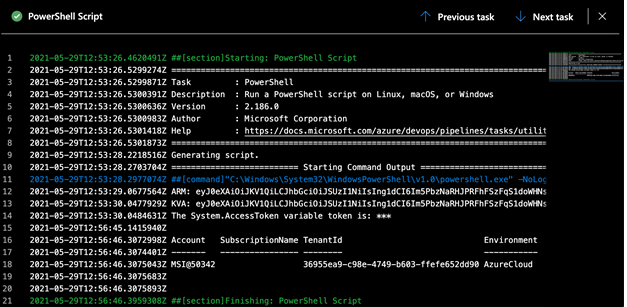 PowerShell Script
Previous task
Next task
1 2021-05-29T12:53:26.4620491Z ##[section]Starting: PowerShell Script
2 2021-05-29T12:53:26.5299274Z ==============================================================================
3 2021-05-29T12:53:26.5299871Z Task : PowerShell
4 2021-05-29T12:53:26.5300391Z Description : Run a PowerShell script on Linux, macOS, or Windows
5 2021-05-29T12:53:26.5300636Z Version : 2.186.0
6 2021-05-29T12:53:26.5300983Z Author : Microsoft Corporation
7 2021-05-29T12:53:26.5301418Z Help : https://docs.microsoft.com/azure/devops/pipelines/tasks/utilit
8 2021-05-29T12:53:26.5301873Z ==============================================================================
9 2021-05-29T12:53:28.2218516Z Generating script.
10 2021-05-29T12:53:28.2703704Z ========================== Starting Command Output ===========================
11 2021-05-29T12:53:28.2977074Z ##[command]"C:\Windows\System32\WindowsPowerShell\v1.0\powershell.exe" -NoLog
12 2021-05-29T12:53:29.0677564Z ARM: eyJ0eXAiOiJKV1QiLCJhbGciOiJSUzI1NiIsIng1dCI6Im5PbzNaRHJPRFhFSzFqS1doWHNs
13 2021-05-29T12:53:30.0477929Z KVA: eyJ0eXAiOiJKV1QiLCJhbGciOiJSUzI1NiIsIng1dCI6Im5PbzNaRHJPRFhFSzFqS1doWHNs
14 2021-05-29T12:53:30.0484631Z The System.AccessToken variable token is: ***
15 2021-05-29T12:56:45.1415940Z
16 2021-05-29T12:56:46.3072998Z Account SubscriptionName TenantId Environment
17 2021-05-29T12:56:46.3074401Z ------- ---------------- -------- -----------
18 2021-05-29T12:56:46.3075043Z MSI@50342 36955ea9-c98e-4749-b603-ffefe652dd90 AzureCloud
19 2021-05-29T12:56:46.3075683Z
20 2021-05-29T12:56:46.3075893Z
21 2021-05-29T12:56:46.3959308Z ##[section]Finishing: PowerShell Script